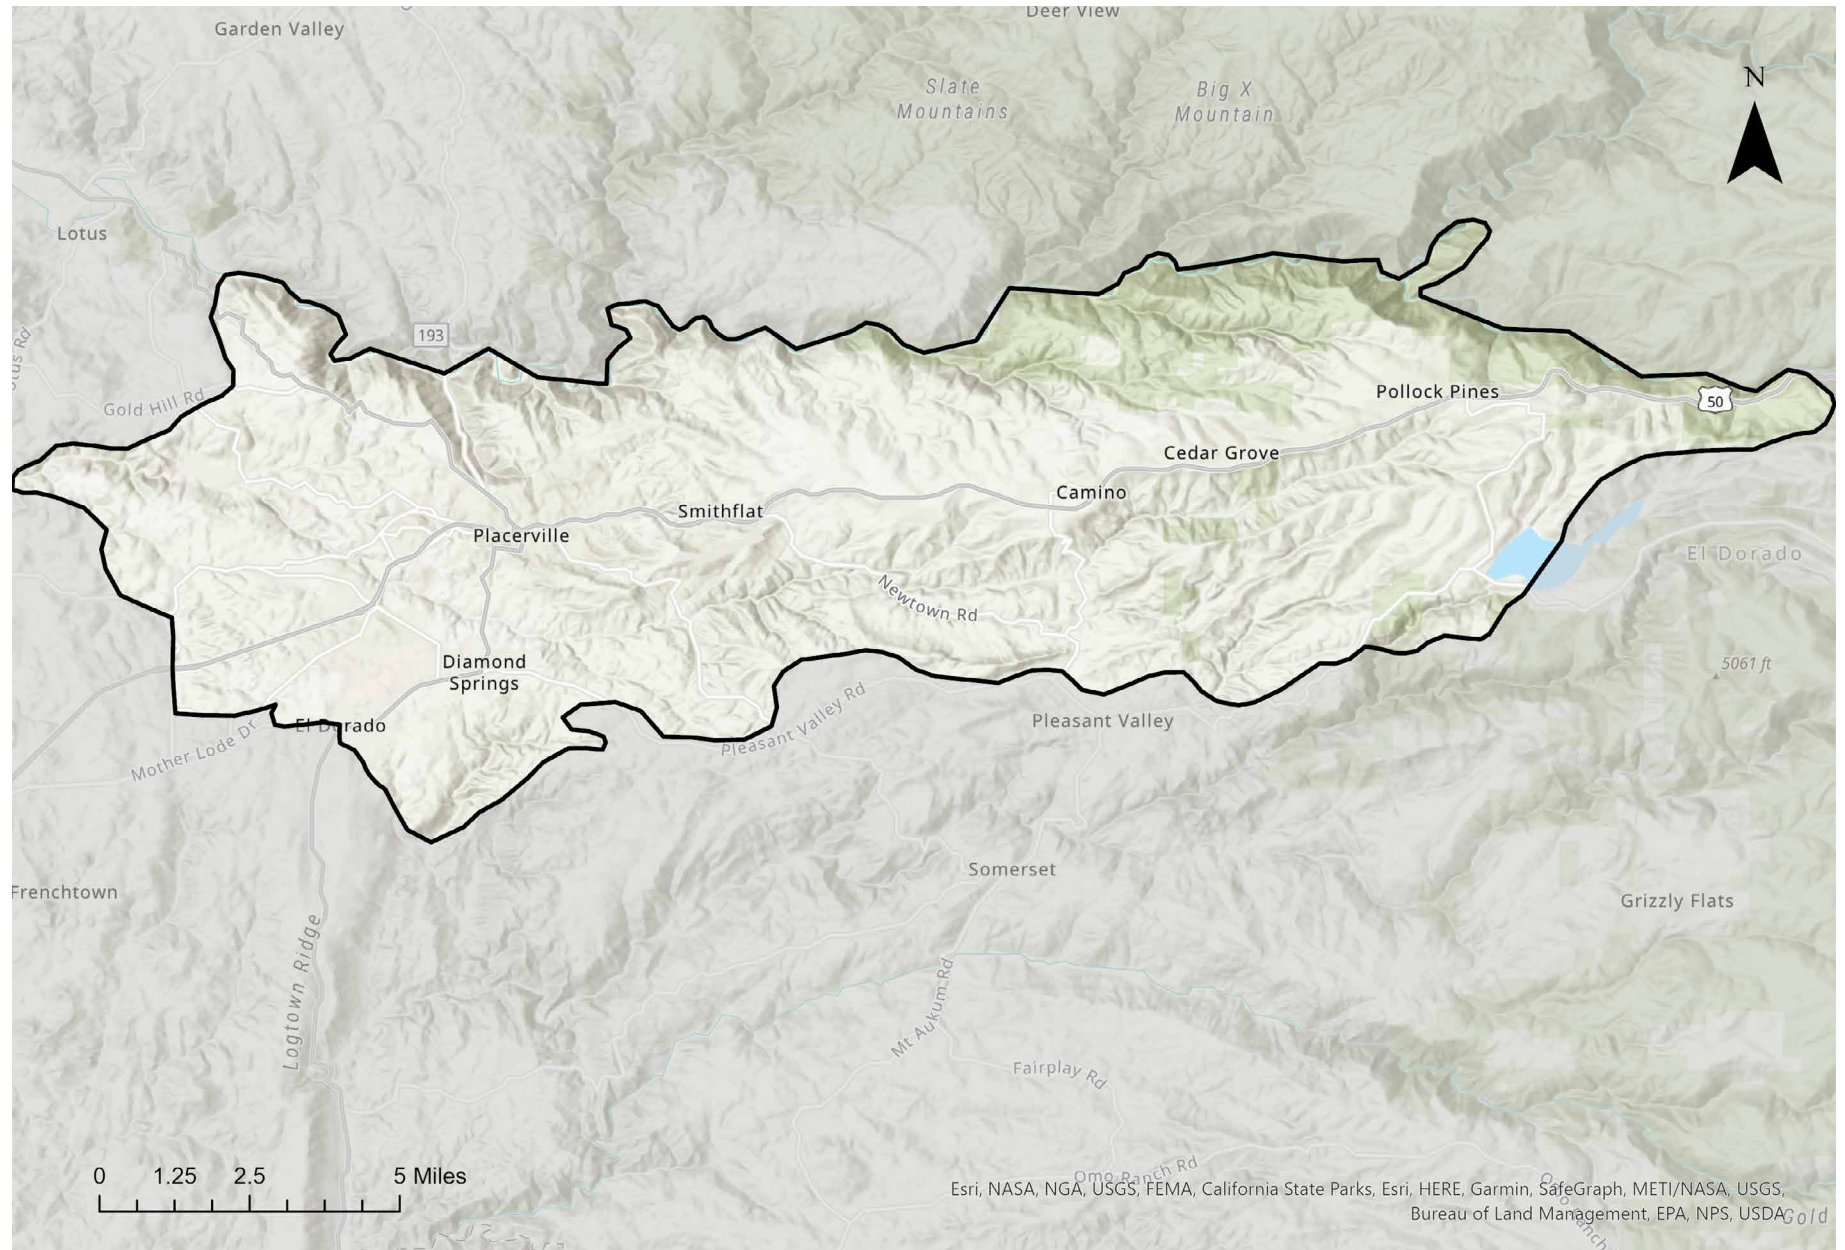 Deer View
Garden Valley
Slate
Mountains
Big X
Mountain
N
Lotus
193
otus Rd
Gold Hill Rd
Pollock Pines
50
Cedar Grove
Camino
Smithflat
Placerville
El Dorado
Newtown Rd
Diamond
Springs
5061 ft
El Dorado
Pleasant Valley Rd
Pleasant Valley
Mother Lode Dr
Somerset
Frenchtown
Grizzly Flats
Logtown Ridge
Mt Aukum Rd
Fairplay Rd
Omo Ranch Rd
0 1.25 2.5 5 Miles
Esri, NASA, NGA, USGS, FEMA, California State Parks, Esri, HERE, Garmin, SafeGraph, METI/NASA, USGS,
Bureau of Land Management, EPA, NPS, USDA
Gold